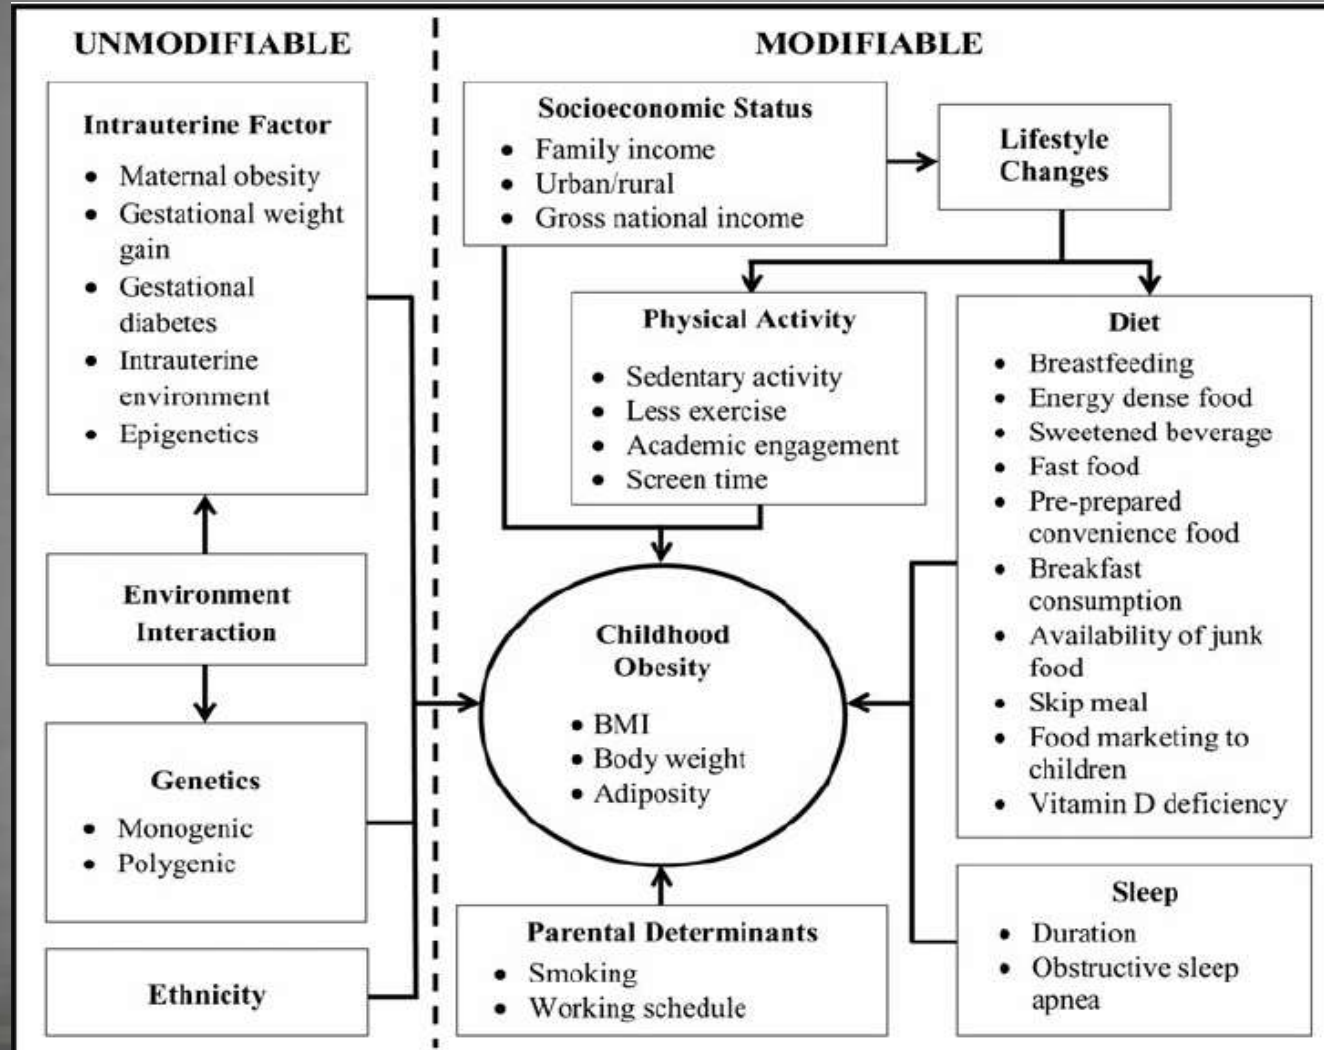 UNMODIFIABLE
Intrauterine Factor
• Maternal obesity
• Gestational weight
gain
• Gestational
diabetes
• Intrauterine
environment
• Epigenetics
Environment
Interaction
Genetics
• Monogenic
• Polygenic
Ethnicity
MODIFIABLE
Socioeconomic Status
• Family income
• Urban/rural
• Gross national income
Lifestyle
Changes
Physical Activity
• Sedentary activity
• Less exercise
• Academic engagement
• Screen time
Diet
• Breastfeeding
• Energy dense food
• Sweetened beverage
• Fast food
• Pre-prepared
convenience food
• Breakfast
consumption
• Availability of junk
food
• Skip meal
• Food marketing to
children
• Vitamin D deficiency
Childhood
Obesity
• BMI
• Body weight
• Adiposity
Parental Determinants
• Smoking
• Working schedule
Sleep
• Duration
• Obstructive sleep
apnea